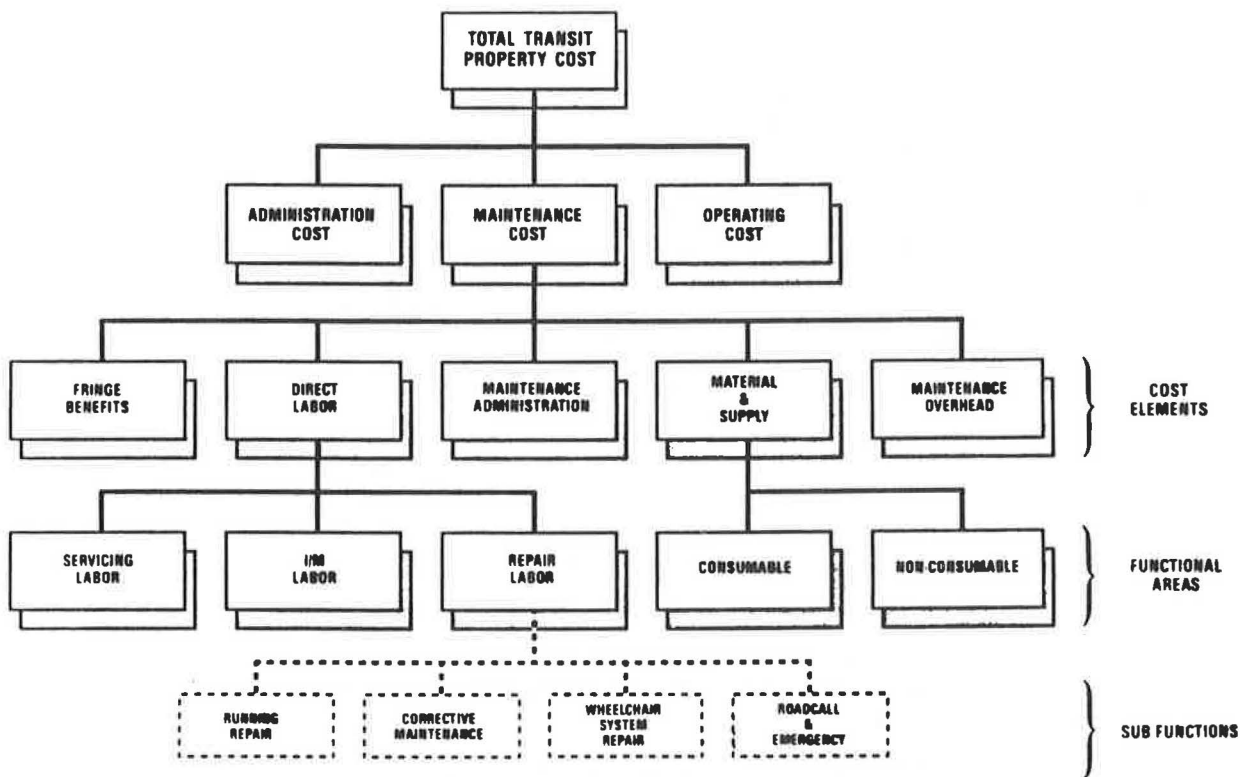 TOTAL TRANSIT
PROPERTY COST
ADMINISTRATION
COST
MAINTENANCE
COST
OPERATING
COST
FRINGE
BENEFITS
DIRECT
LABOR
MAINTENANCE
ADMINISTRATION
MATERIAL
&
SUPPLY
MAINTENANCE
OVERHEAD
COST
ELEMENTS
SERVICING
LABOR
I/M
LABOR
REPAIR
LABOR
CONSUMABLE
NON-CONSUMABLE
FUNCTIONAL
AREAS
RUNNING
REPAIR
CORRECTIVE
MAINTENANCE
WHEELCHAIR
SYSTEM
REPAIR
ROADCALL
&
EMERGENCY
SUB FUNCTIONS